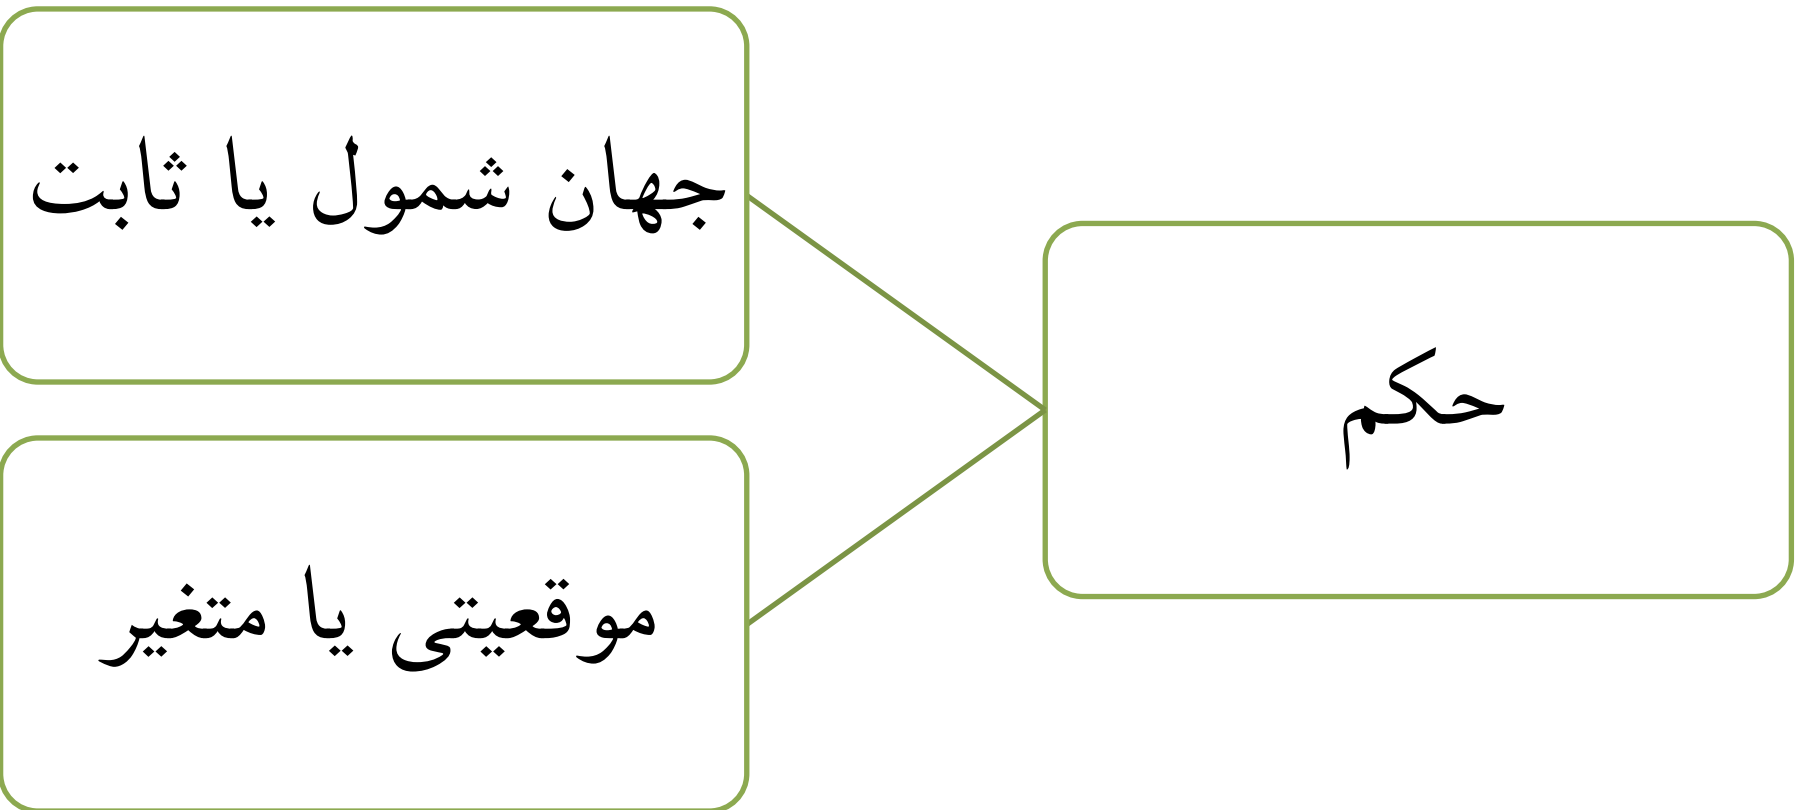 حکم
جهان شمول یا ثابت
موقعیتی یا متغیر